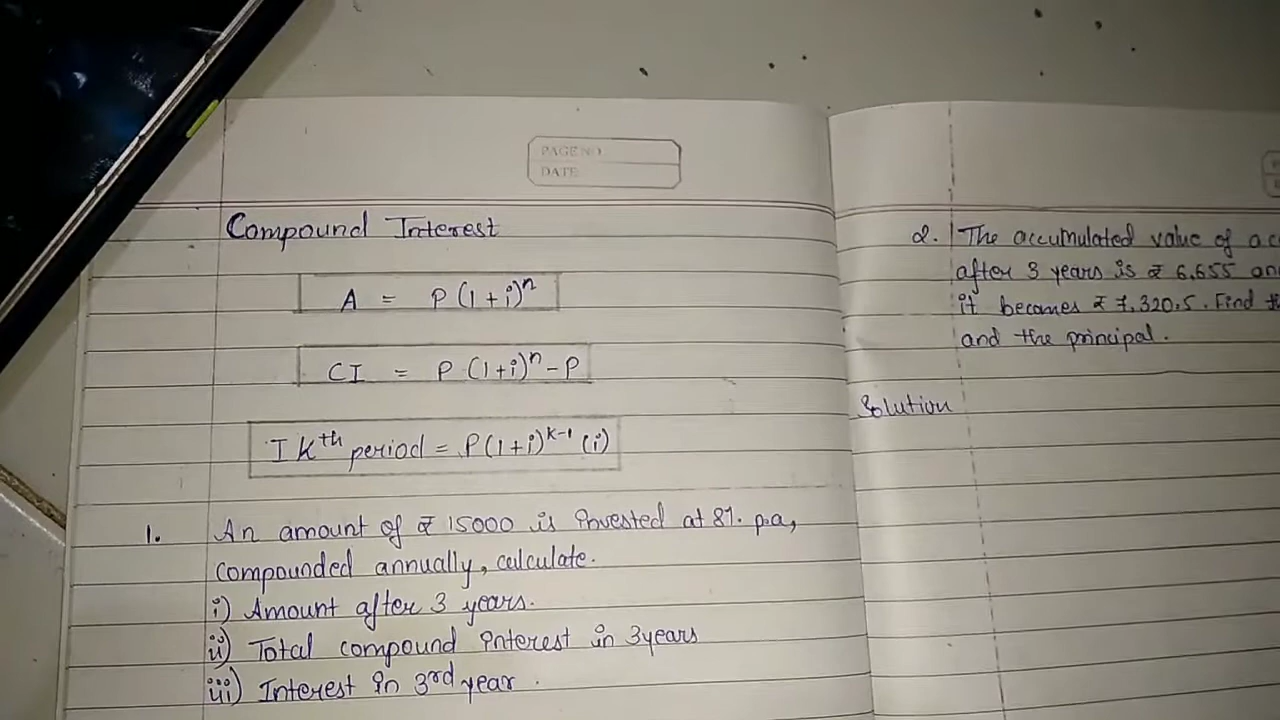 PAGE NO
DATE
Compound Interest
A = P(1+i)ⁿ
CI = P(1+i)ⁿ-P
I Kᵗʰ period = P(1+i)ᵏ⁻¹ (i)
1. An amount of ₹ 15000 is invested at 8%. p.a,
compounded annually, calculate.
i) Amount after 3 years.
ii) Total compound interest in 3years
iii) Interest in 3rd year.
2. The accumulated value of a
after 3 years is ₹ 6,655 and
it becomes ₹ 7,320.5. Find
and the principal.
Solution